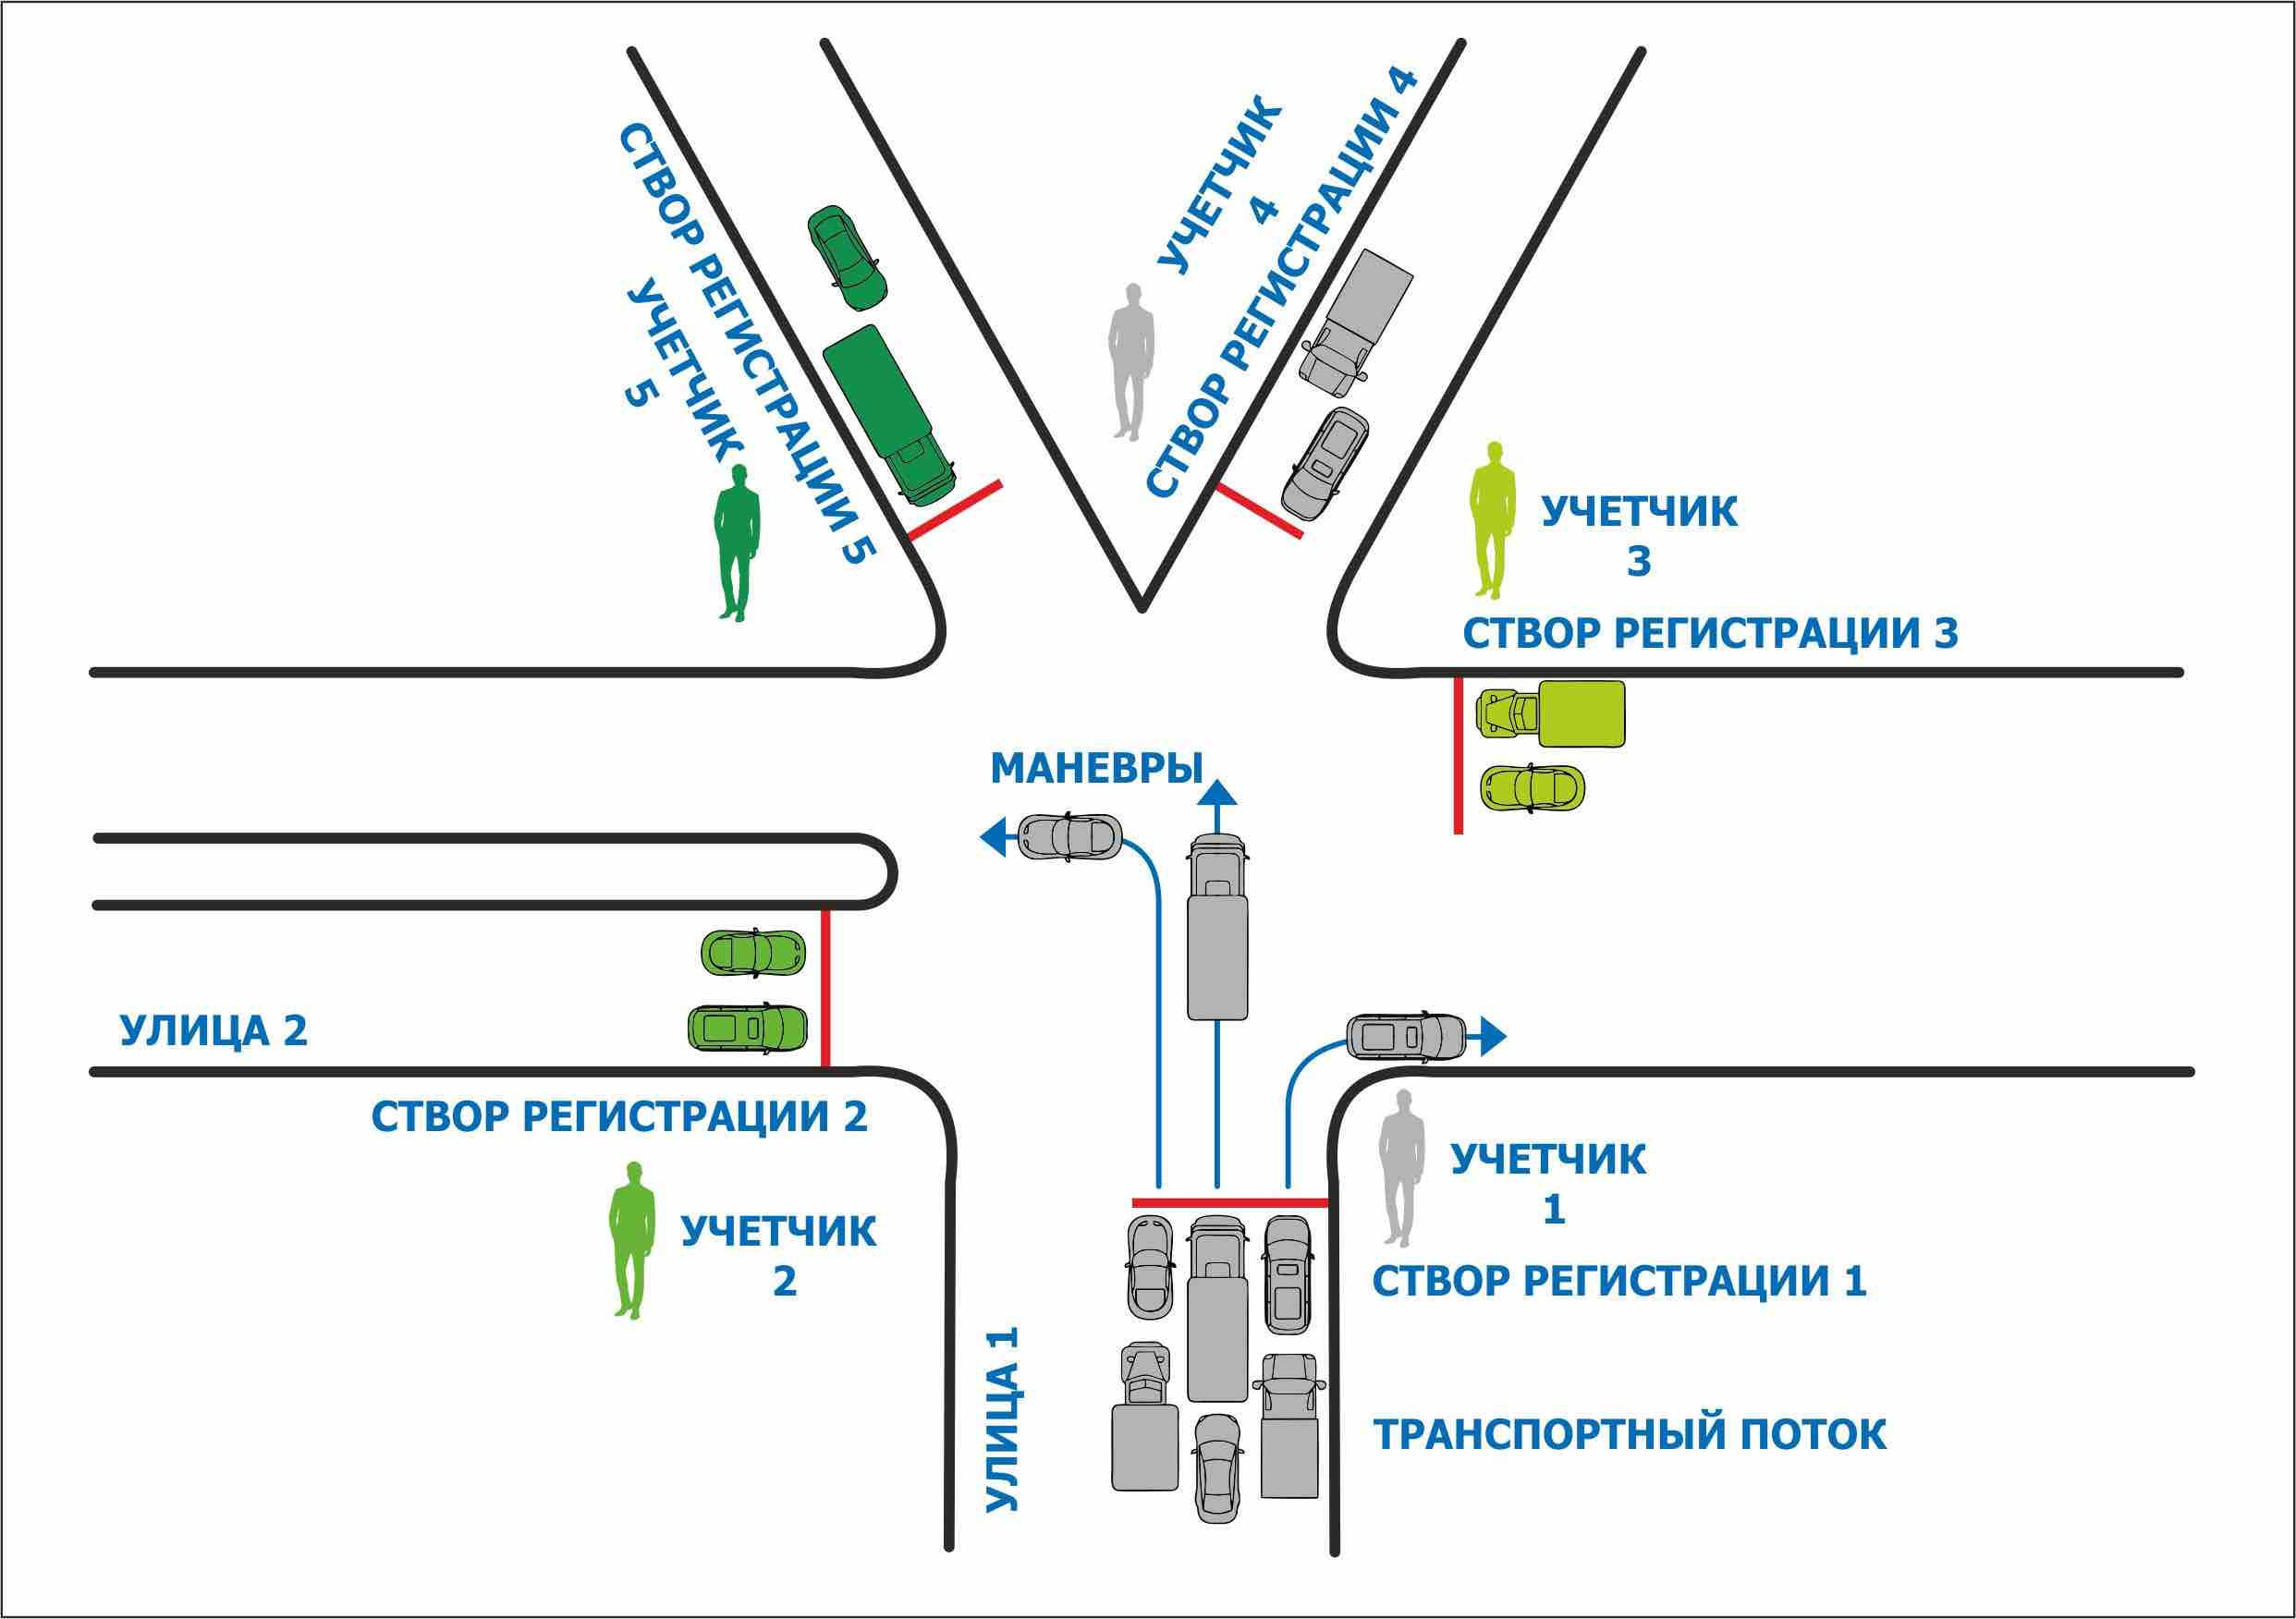 СТВОР РЕГИСТРАЦИИ 5
УЧЕТЧИК
5
УЧЕТЧИК
4
СТВОР РЕГИСТРАЦИИ 4
УЧЕТЧИК
3
СТВОР РЕГИСТРАЦИИ 3
МАНЕВРЫ
УЛИЦА 2
СТВОР РЕГИСТРАЦИИ 2
УЧЕТЧИК
2
УЧЕТЧИК
1
СТВОР РЕГИСТРАЦИИ 1
УЛИЦА 1
ТРАНСПОРТНЫЙ ПОТОК